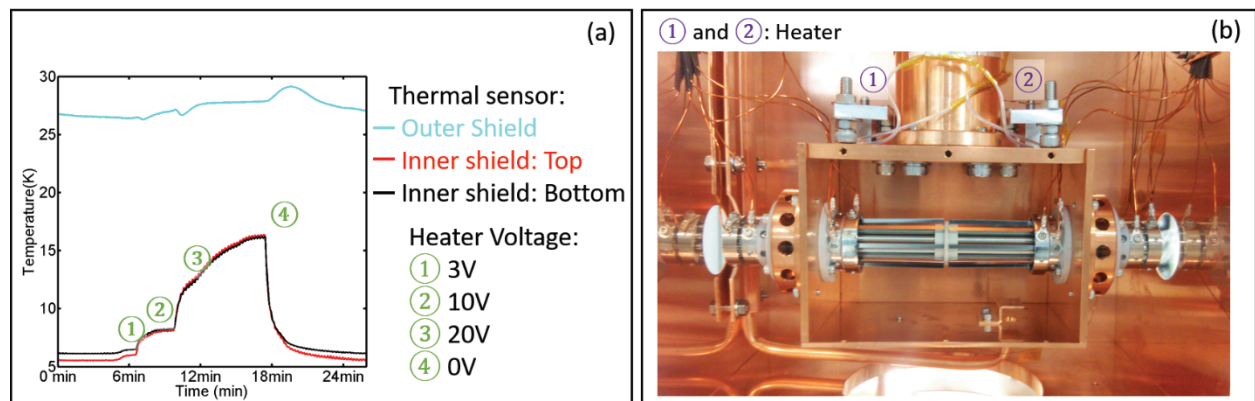 (a)
30
25
20
15
10
5
Temperature(K)
0 min 6min 12min 18min 24min
Time (min)
① ② ③ ④
Thermal sensor:
Outer Shield
Inner shield: Top
Inner shield: Bottom
Heater Voltage:
① 3V
② 10V
③ 20V
④ 0V
① and ②: Heater (b)
① ②